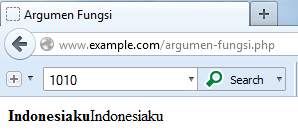 Argumen Fungsi
www.example.com/argumen-fungsi.php
1010 Search
IndonesiakuIndonesiaku